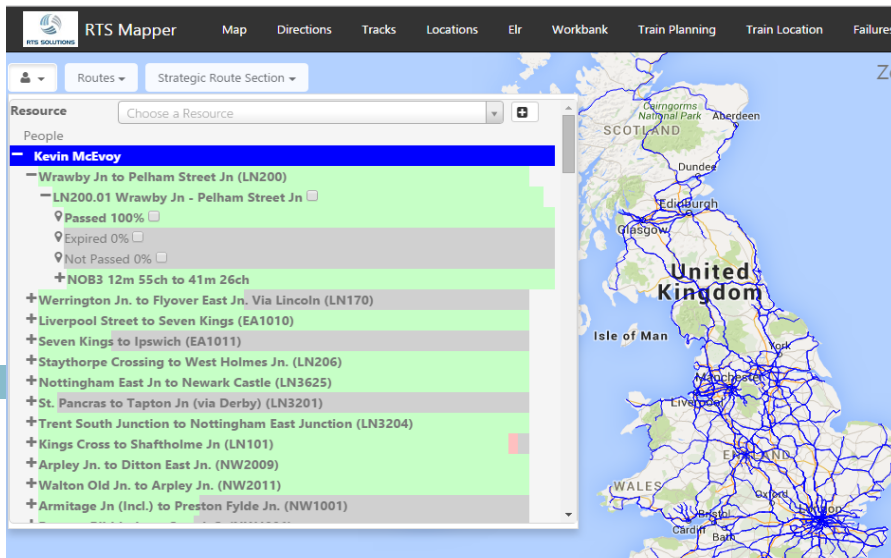 RTS SOLUTIONS
RTS Mapper Map Directions Tracks Locations Elr Workbank Train Planning Train Location Failures
Routes Strategic Route Section
Resource Choose a Resource
People
Kevin McEvoy
Wrawby Jn to Pelham Street Jn (LN200)
LN200.01 Wrawby Jn - Pelham Street Jn
Passed 100%
Expired 0%
Not Passed 0%
NOB3 12m 55ch to 41m 26ch
Werrington Jn. to Flyover East Jn. Via Lincoln (LN170)
Liverpool Street to Seven Kings (EA1010)
Seven Kings to Ipswich (EA1011)
Staythorpe Crossing to West Holmes Jn. (LN206)
Nottingham East Jn to Newark Castle (LN3625)
St. Pancras to Tapton Jn (via Derby) (LN3201)
Trent South Junction to Nottingham East Junction (LN3204)
Kings Cross to Shaftholme Jn (LN101)
Arpley Jn. to Ditton East Jn. (NW2009)
Walton Old Jn. to Arpley Jn. (NW2011)
Armitage Jn (Incl.) to Preston Fylde Jn. (NW1001)
Cairngorms
National Park
Aberdeen
SCOTLAND
Dundee
Edinburgh
Glasgow
United
Kingdom
Isle of Man
York
Manchester
Liverpool
ENGLAND
WALES
Oxford
London
Bristol
Cardiff
Bath